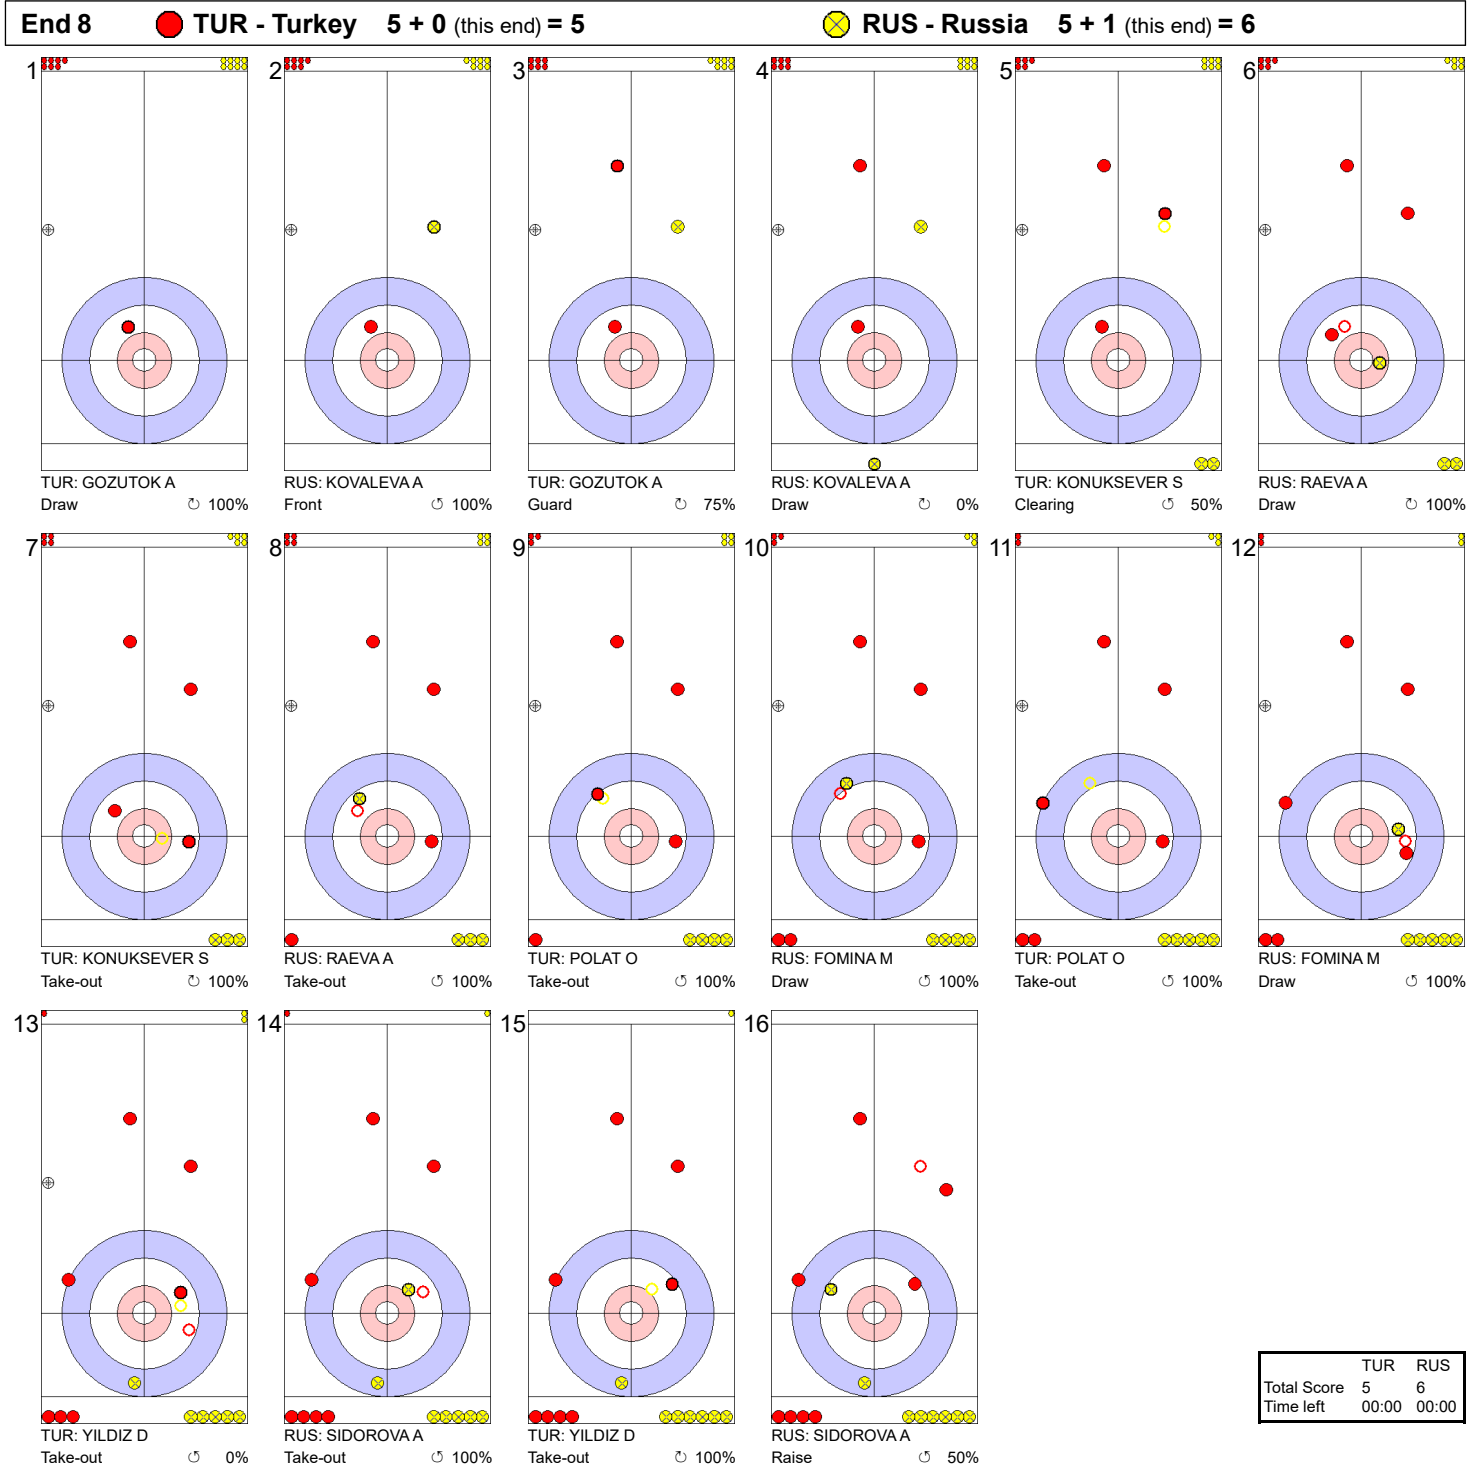 End 8 TUR - Turkey 5 + 0 (this end) = 5 RUS - Russia 5 + 1 (this end) = 6
1 2 3 4 5 6
TUR: GOZUTOK A RUS: KOVALEVA A TUR: GOZUTOK A RUS: KOVALEVA A TUR: KONUKSEVER S RUS: RAEVA A
Draw ↻ 100% Front ↺ 100% Guard ↻ 75% Draw ↻ 0% Clearing ↺ 50% Draw ↻ 100%
7 8 9 10 11 12
TUR: KONUKSEVER S RUS: RAEVA A TUR: POLAT O RUS: FOMINA M TUR: POLAT O RUS: FOMINA M
Take-out ↻ 100% Take-out ↺ 100% Take-out ↻ 100% Draw ↺ 100% Take-out ↻ 100% Draw ↺ 100%
13 14 15 16
TUR: YILDIZ D RUS: SIDOROVA A TUR: YILDIZ D RUS: SIDOROVA A
Take-out ↺ 0% Take-out ↺ 100% Take-out ↻ 100% Raise ↺ 50%
TUR RUS
Total Score 5 6
Time left 00:00 00:00